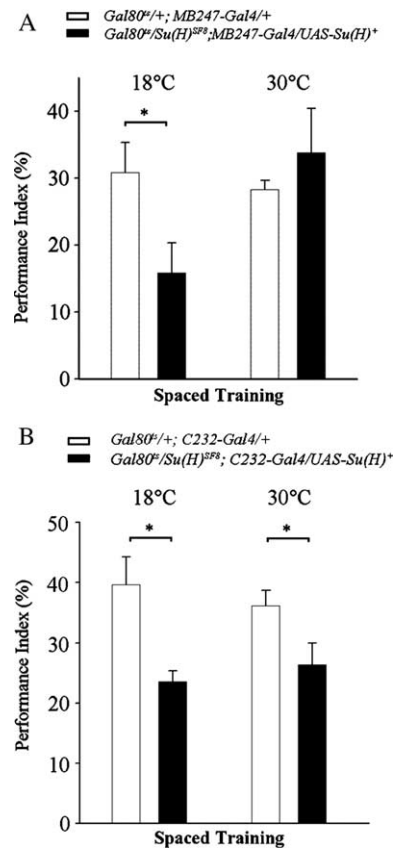 A
Gal80ᵗˢ/+; MB247-Gal4/+
Gal80ᵗˢ/Su(H)ˢᶠ⁸;MB247-Gal4/UAS-Su(H)⁺
18°C 30°C
*
Performance Index (%)
40
30
20
10
0
Spaced Training
B
Gal80ᵗˢ/+; C232-Gal4/+
Gal80ᵗˢ/Su(H)ˢᶠ⁸; C232-Gal4/UAS-Su(H)⁺
18°C 30°C
* *
Performance Index (%)
50
40
30
20
10
0
Spaced Training